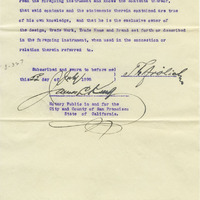 read the foregoing instrument and knows the contents thereof,
that said contents and the statements therein contained are true
of his own knowledge, and that he is the exclusive owner of
the Design, Trade Mark, Trade Name and Brand set forth or described
in the foregoing instrument, when used in the connection or
relation therein referred to.
Subscribed and sworn to before me
this day of 1896
Notary Public in and for the
City and County of San Francisco
State of California.